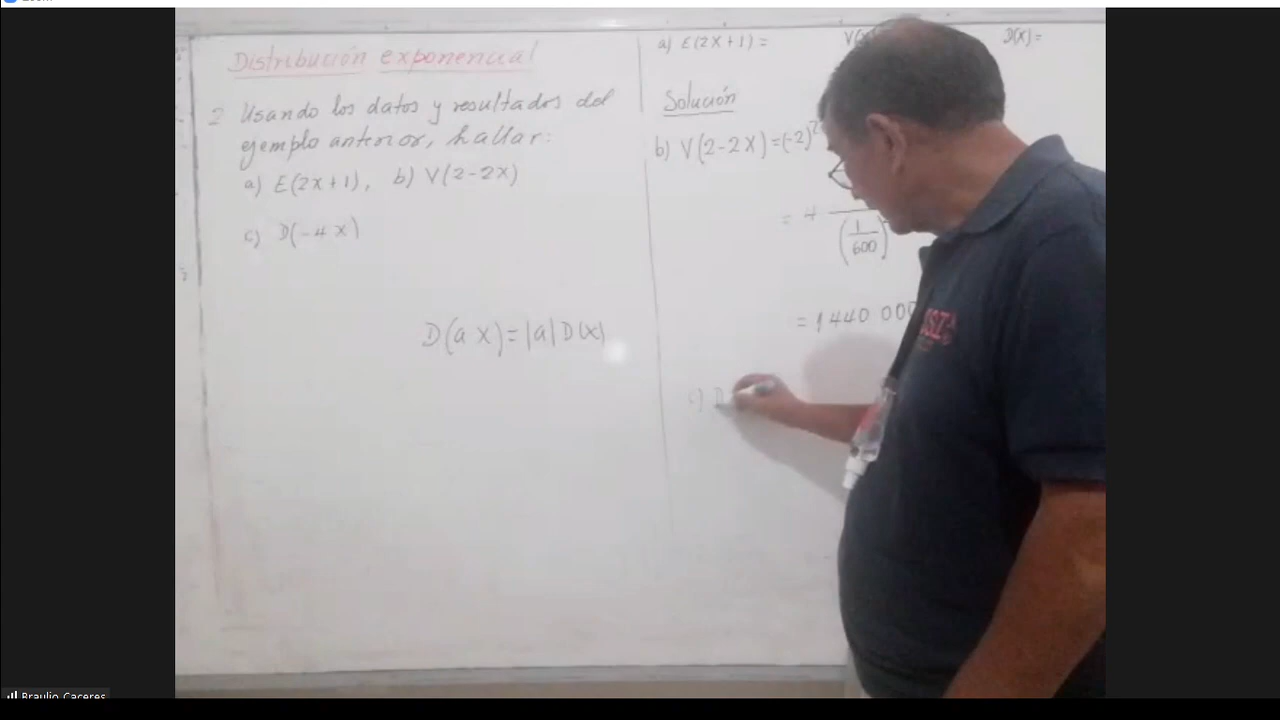 Distribución exponencial
2 Usando los datos y resultados del
ejemplo anterior, hallar:
a) E(2X+1), b) V(2-2X)
c) D(-4X)
D(aX)=|a|D(X)
a) E(2X+1)=
D(X)=
Solución
b) V(2-2X)=(-2)²
= 4
(1/600)
= 1440 000
c) D
Braulio Caceres